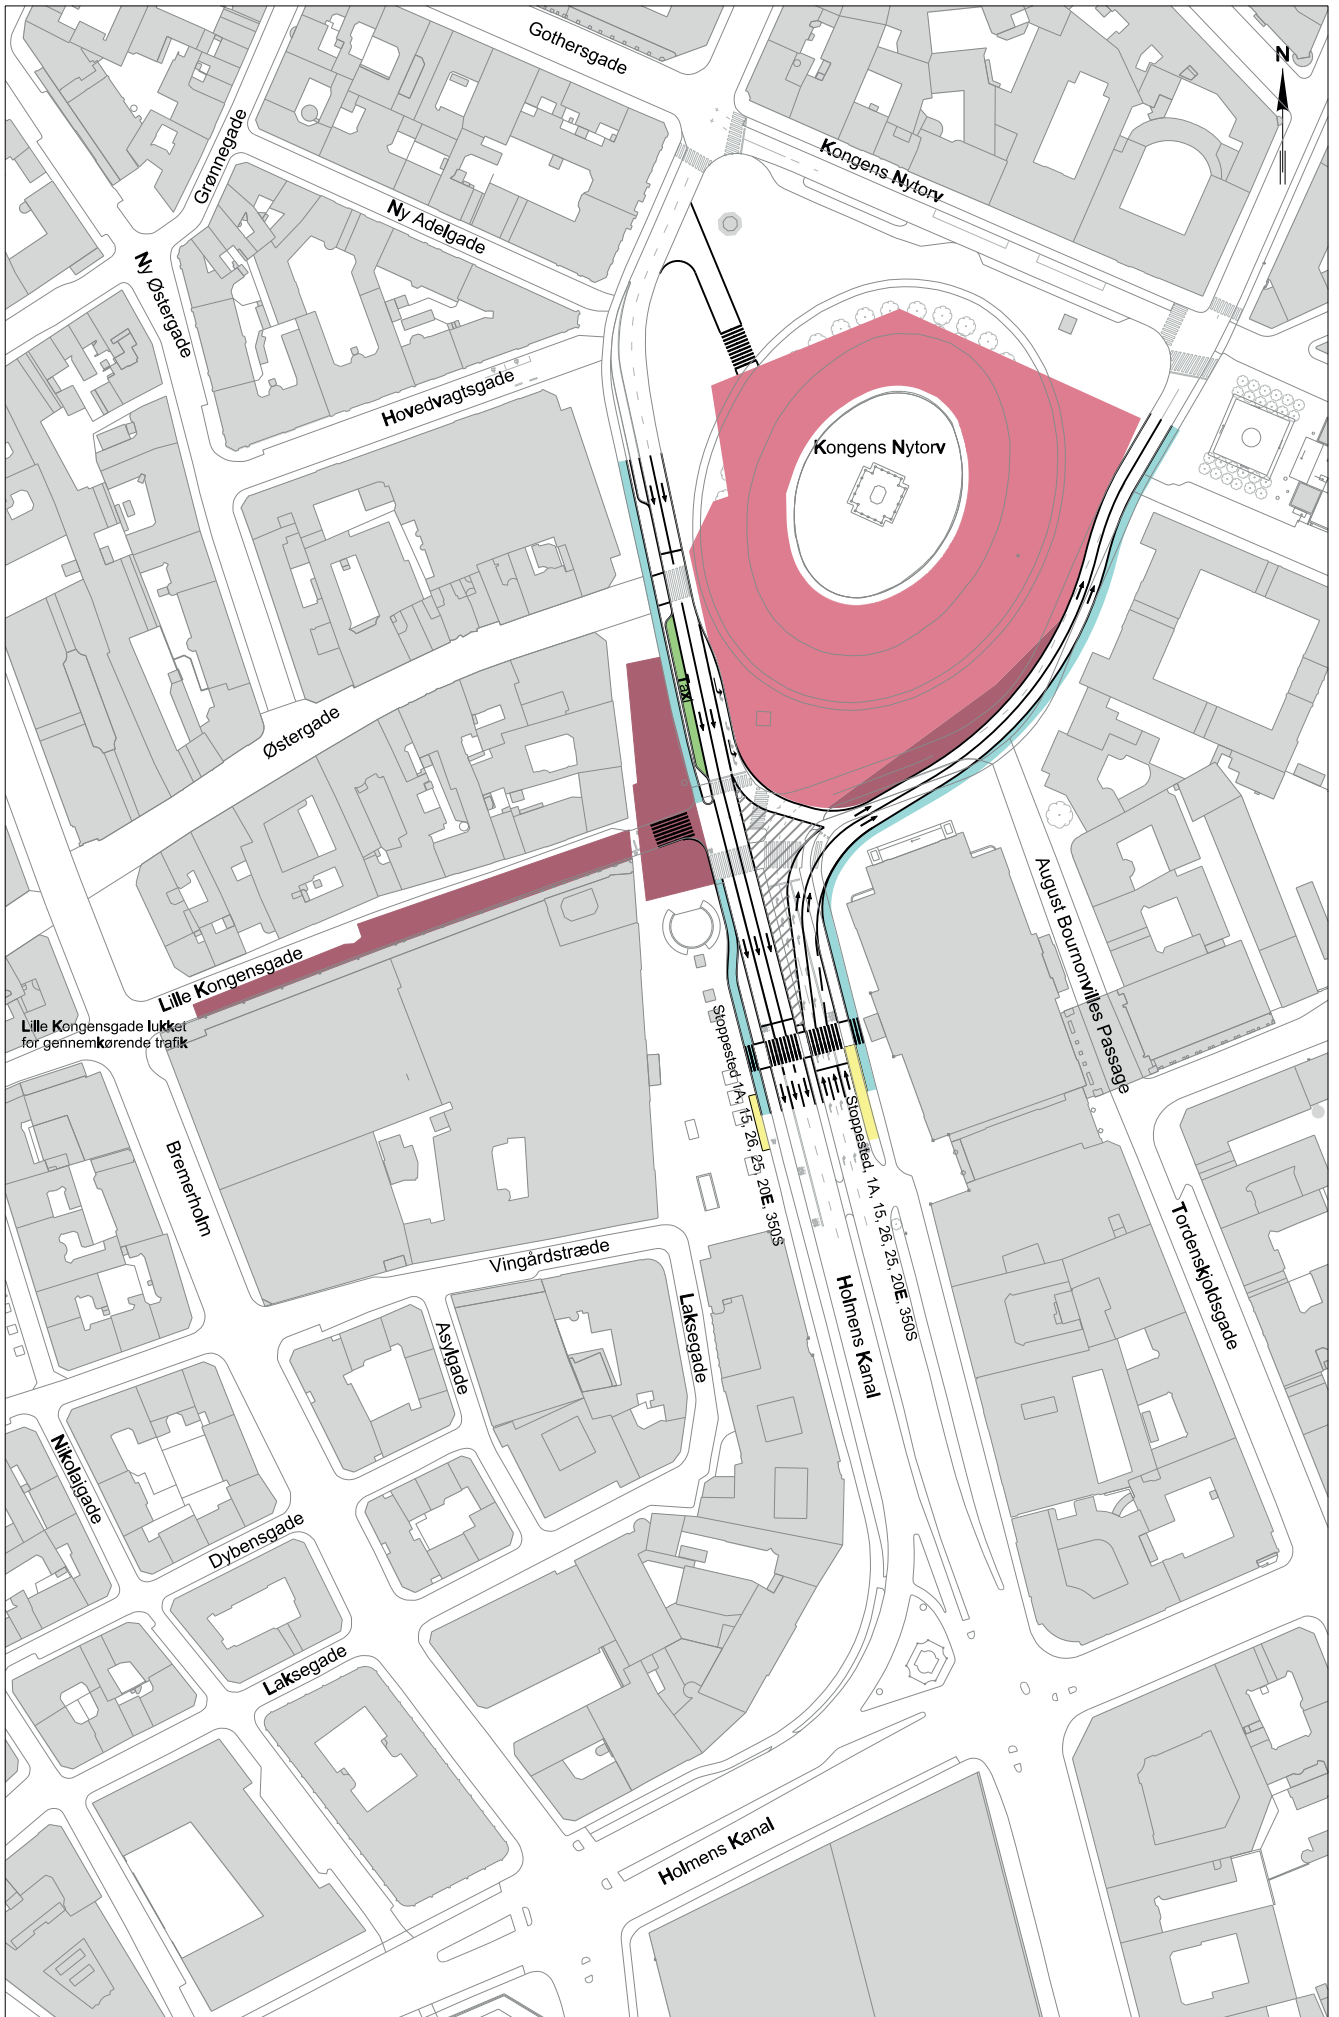 Gothersgade
N
Grønnegade
Kongens Nytorv
Ny Adelgade
Ny Østergade
Hovedvagtsgade
Kongens Nytorv
Taxi
Østergade
August Bournonvilles Passage
Lille Kongensgade
Lille Kongensgade lukket
for gennemkørende trafik
Stoppested 1A, 15, 26, 25, 20E, 350S
Stoppested, 1A, 15, 26, 25, 20E, 350S
Bremerholm
Vingårdstræde
Tordenskjoldsgade
Laksegade
Holmens Kanal
Asylgade
Nikolajgade
Dybensgade
Laksegade
Holmens Kanal